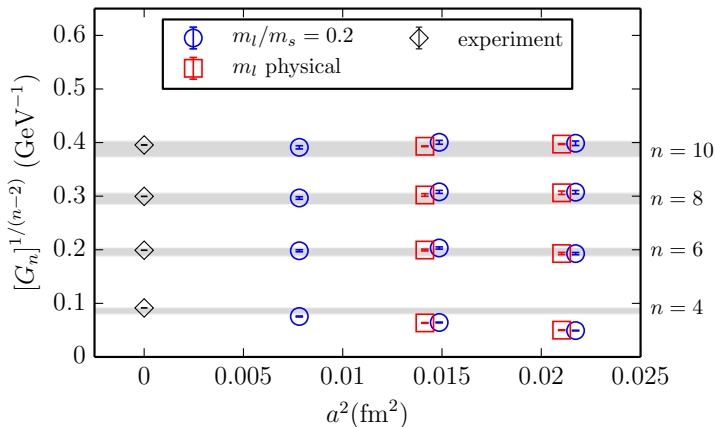 0.6
0.5
0.4
0.3
0.2
0.1
0
[G_n]^{1/(n−2)} (GeV^{−1})
m_l/m_s = 0.2
m_l physical
experiment
n = 10
n = 8
n = 6
n = 4
0 0.005 0.01 0.015 0.02 0.025
a^2(fm^2)